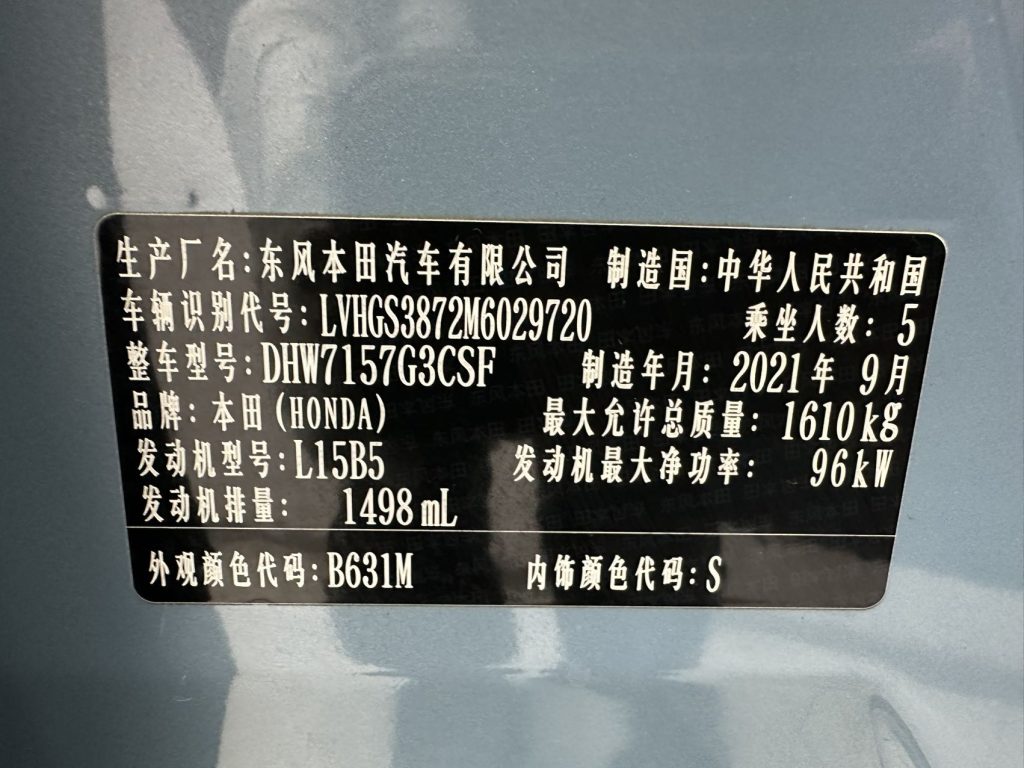 生产厂名:东风本田汽车有限公司 制造国:中华人民共和国
车辆识别代号:LVHGS3872M6029720 乘坐人数: 5
整车型号:DHW7157G3CSF 制造年月: 2021年 9月
品牌: 本田(HONDA) 最大允许总质量: 1610kg
发动机型号:L15B5 发动机最大净功率: 96kW
发动机排量: 1498mL
外观颜色代码:B631M 内饰颜色代码:S